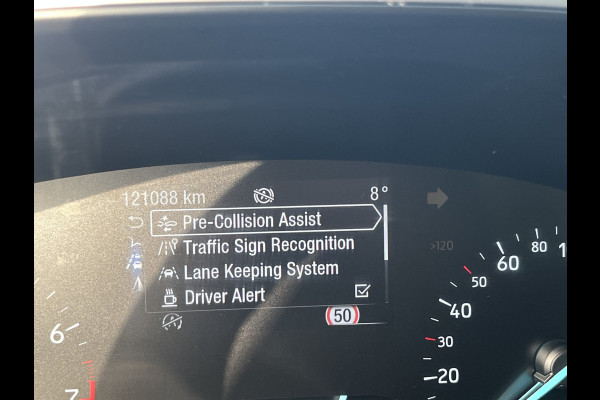 121088 km 8°
Pre-Collision Assist
Traffic Sign Recognition
Lane Keeping System
Driver Alert
50
>120
6
7
20
30
40
50
60
80